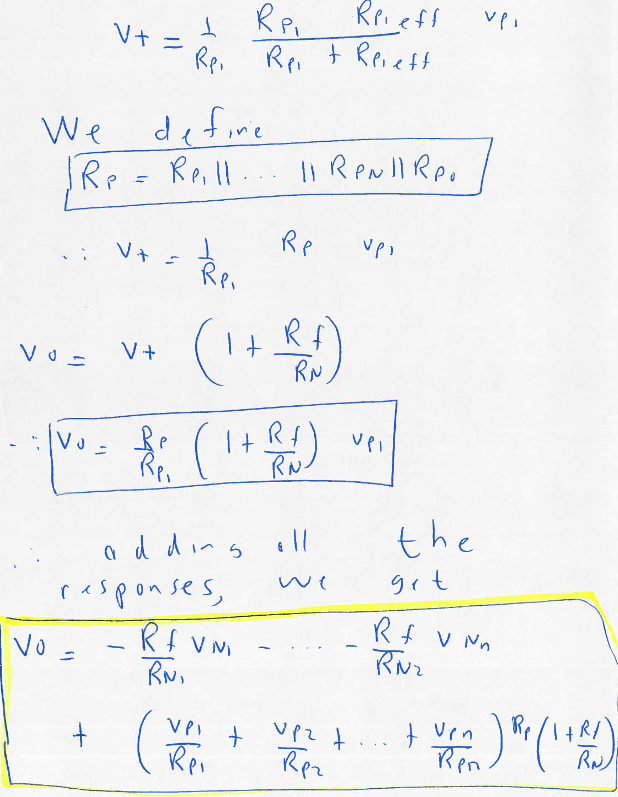 V+ = 1/Rp1 Rp1 Rp1eff / Rp1 + Rp1eff vp1
We define
Rp = Rp1 || ... || RPN || Rp0
∴ V+ = 1/Rp1 Rp vp1
Vo = V+ (1 + Rf/RN)
∴ Vo = Rp/Rp1 (1 + Rf/RN) vp1
∴ adding all the
responses, we get
Vo = - Rf/RN1 VN1 - .... - Rf/RN2 VNn
+ (vp1/Rp1 + vp2/Rp2 + ... + vpn/Rpn) Rp (1 + Rf/RN)